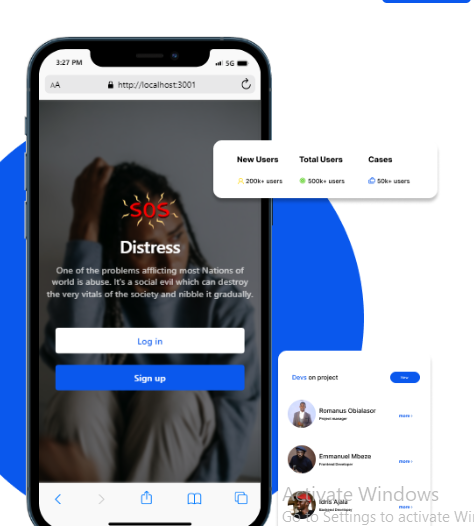 3:27 PM
5G
AA
http://localhost:3001
New Users
Total Users
Cases
200k+ users
500k+ users
50k+ users
SOS
Distress
One of the problems afflicting most Nations of
world is abuse. It's a social evil which can destroy
the very vitals of the society and nibble it gradually.
Log in
Sign up
Devs on project
Romanus Obialasor
Project manager
more ›
Emmanuel Mbeze
Frontend Developer
more ›
Idris Ajala
Backend Developer
more ›
Activate Windows
Go to Settings to activate Wi